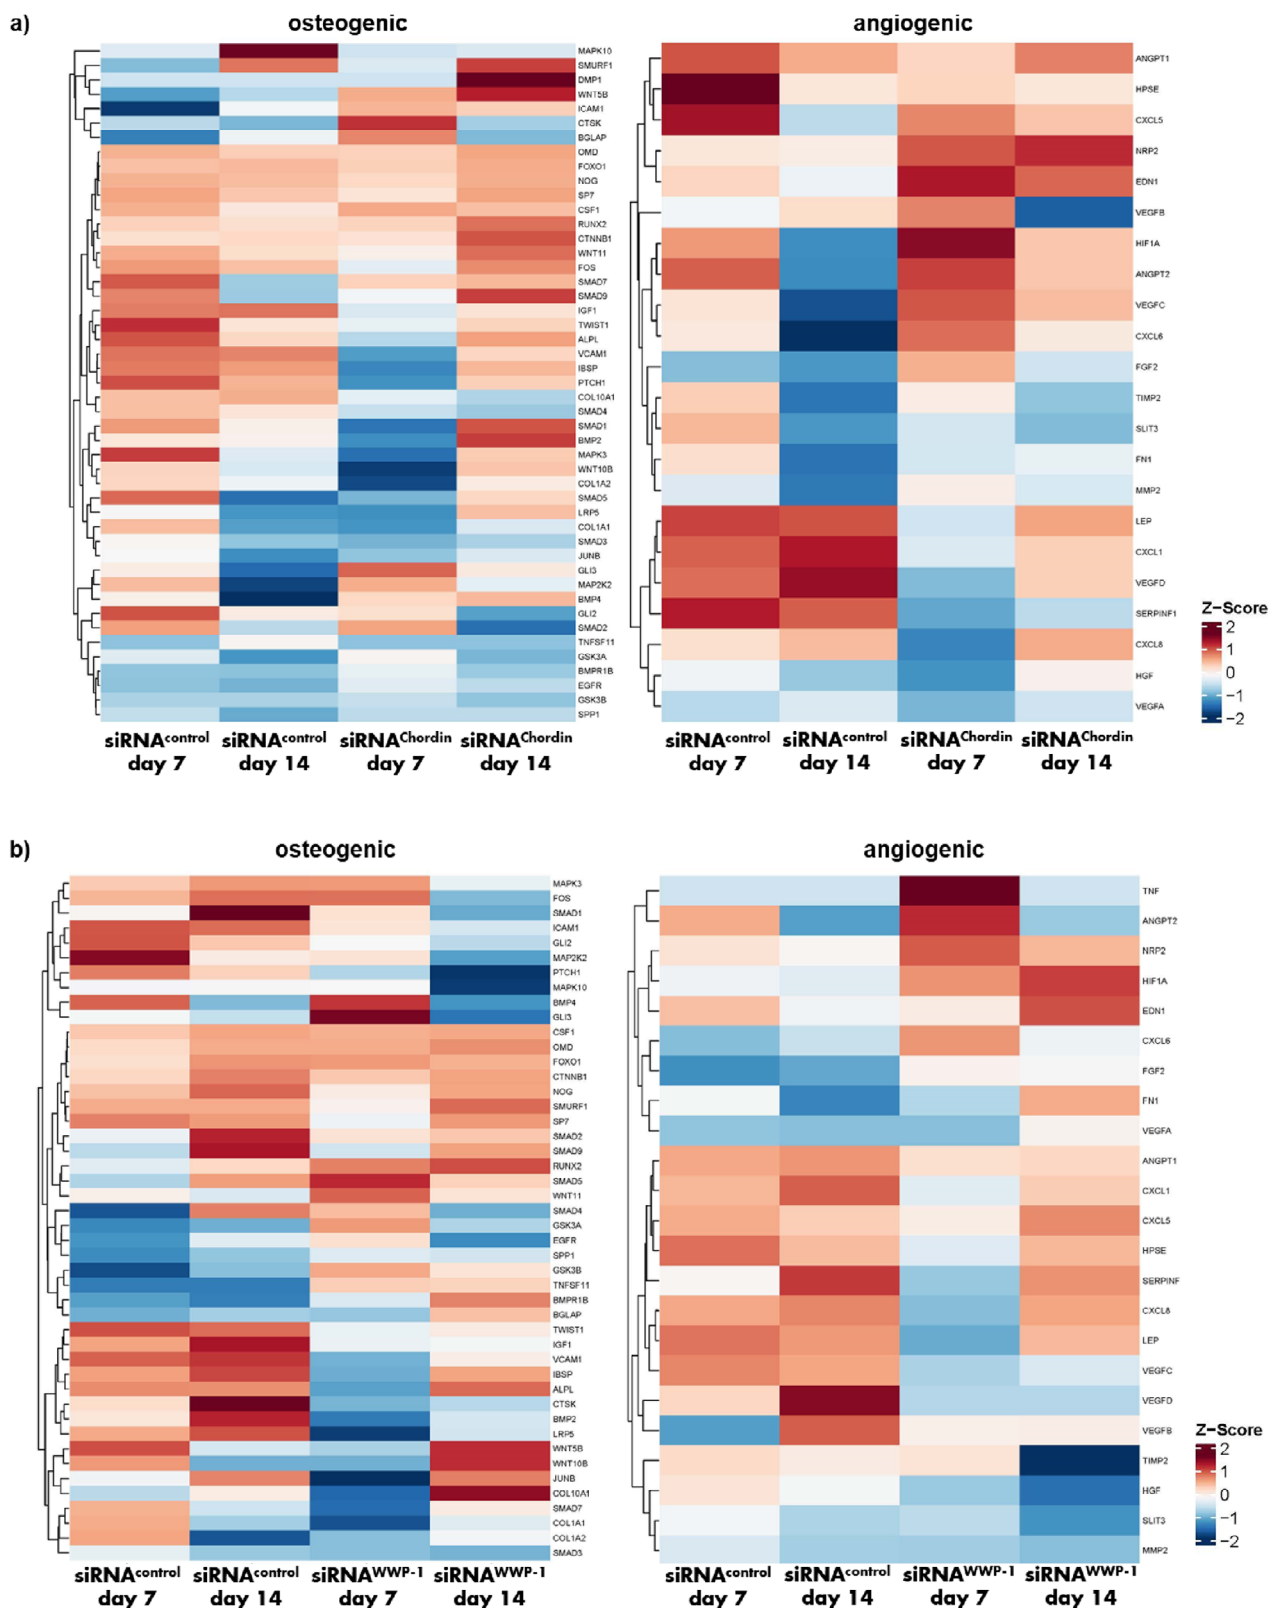 a)
osteogenic
angiogenic
MAPK10
SMURF1
DMP1
WNT5B
ICAM1
CTSK
BGLAP
OMD
FOXO1
NOG
SP7
CSF1
RUNX2
CTNNB1
WNT11
FOS
SMAD7
SMAD9
IGF1
TWIST1
ALPL
VCAM1
IBSP
PTCH1
COL10A1
SMAD4
SMAD1
BMP2
MAPK3
WNT10B
COL1A2
SMAD5
LRP5
COL1A1
SMAD3
JUNB
GLI3
MAP2K2
BMP4
GLI2
SMAD2
TNFSF11
GSK3A
BMPR1B
EGFR
GSK3B
SPP1
siRNAcontrol day 7
siRNAcontrol day 14
siRNAChordin day 7
siRNAChordin day 14
ANGPT1
HPSE
CXCL5
NRP2
EDN1
VEGFB
HIF1A
ANGPT2
VEGFC
CXCL6
FGF2
TIMP2
SLIT3
FN1
MMP2
LEP
CXCL1
VEGFD
SERPINF1
CXCL8
HGF
VEGFA
siRNAcontrol day 7
siRNAcontrol day 14
siRNAChordin day 7
siRNAChordin day 14
Z-Score
2
1
0
-1
-2
b)
osteogenic
angiogenic
MAPK3
FOS
SMAD1
ICAM1
GLI2
MAP2K2
PTCH1
MAPK10
BMP4
GLI3
CSF1
OMD
FOXO1
CTNNB1
NOG
SMURF1
SP7
SMAD2
SMAD9
RUNX2
SMAD5
WNT11
SMAD4
GSK3A
EGFR
SPP1
GSK3B
TNFSF11
BMPR1B
BGLAP
TWIST1
IGF1
VCAM1
IBSP
ALPL
CTSK
BMP2
LRP5
WNT5B
WNT10B
JUNB
COL10A1
SMAD7
COL1A1
COL1A2
SMAD3
siRNAcontrol day 7
siRNAcontrol day 14
siRNAWWP-1 day 7
siRNAWWP-1 day 14
TNF
ANGPT2
NRP2
HIF1A
EDN1
CXCL6
FGF2
FN1
VEGFA
ANGPT1
CXCL1
CXCL5
HPSE
SERPINF
CXCL8
LEP
VEGFC
VEGFD
VEGFB
TIMP2
HGF
SLIT3
MMP2
siRNAcontrol day 7
siRNAcontrol day 14
siRNAWWP-1 day 7
siRNAWWP-1 day 14
Z-Score
2
1
0
-1
-2